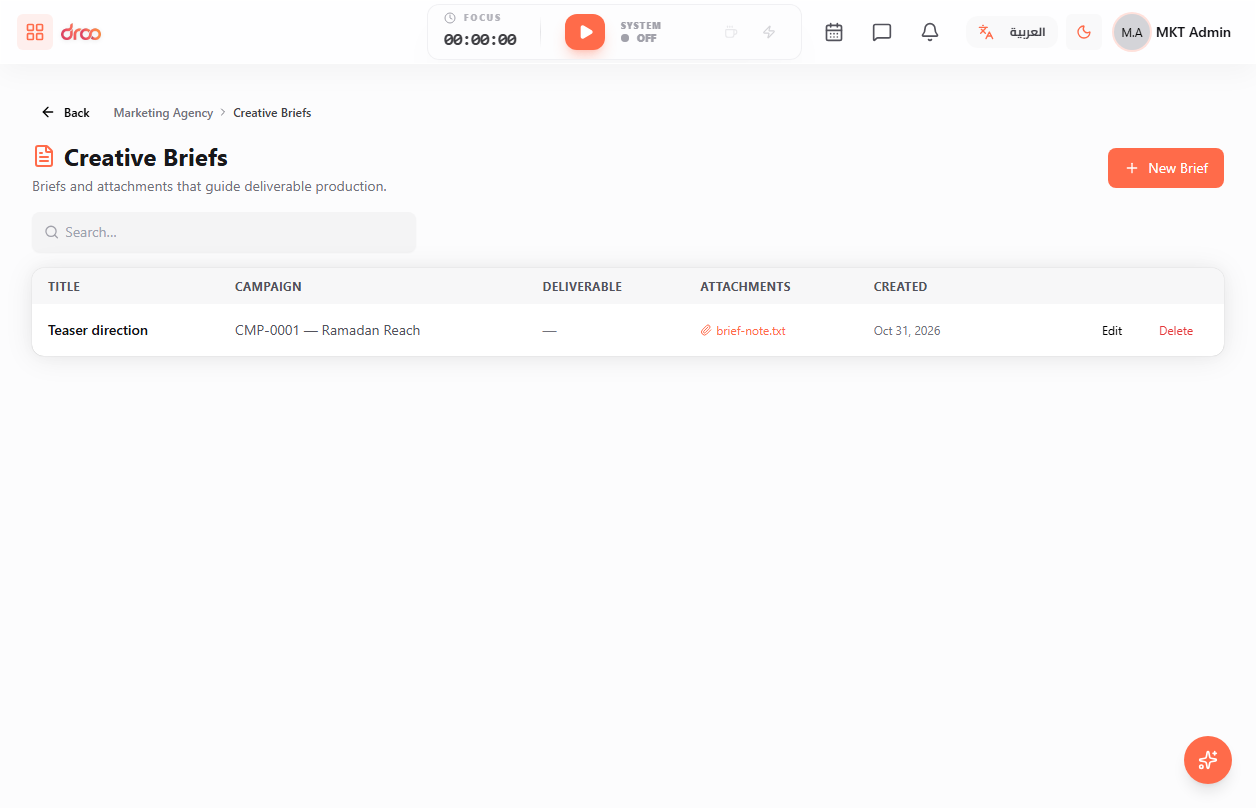 droo
FOCUS
00:00:00
SYSTEM
OFF
العربية
M.A
MKT Admin
Back
Marketing Agency
Creative Briefs
Creative Briefs
Briefs and attachments that guide deliverable production.
New Brief
Search...
TITLE CAMPAIGN DELIVERABLE ATTACHMENTS CREATED
Teaser direction CMP-0001 — Ramadan Reach — brief-note.txt Oct 31, 2026 Edit Delete